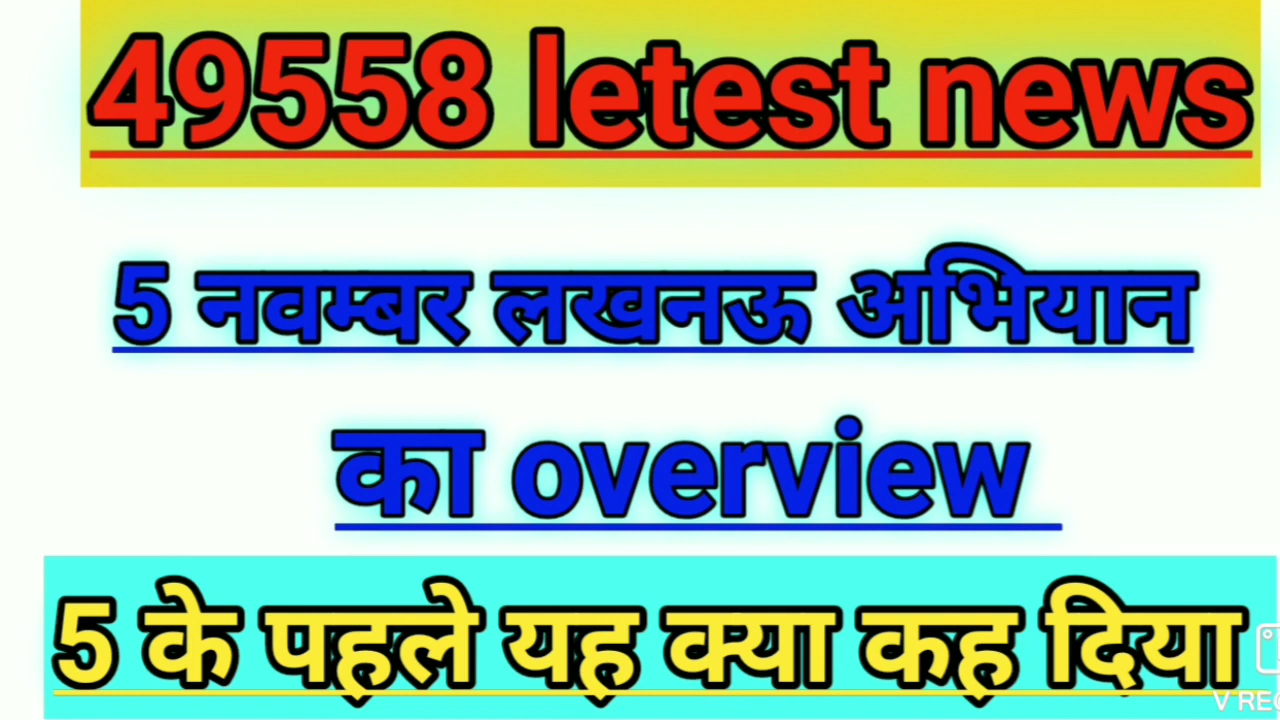 49558 letest news
5 नवम्बर लखनऊ अभियान
का overview
5 के पहले यह क्या कह दिया